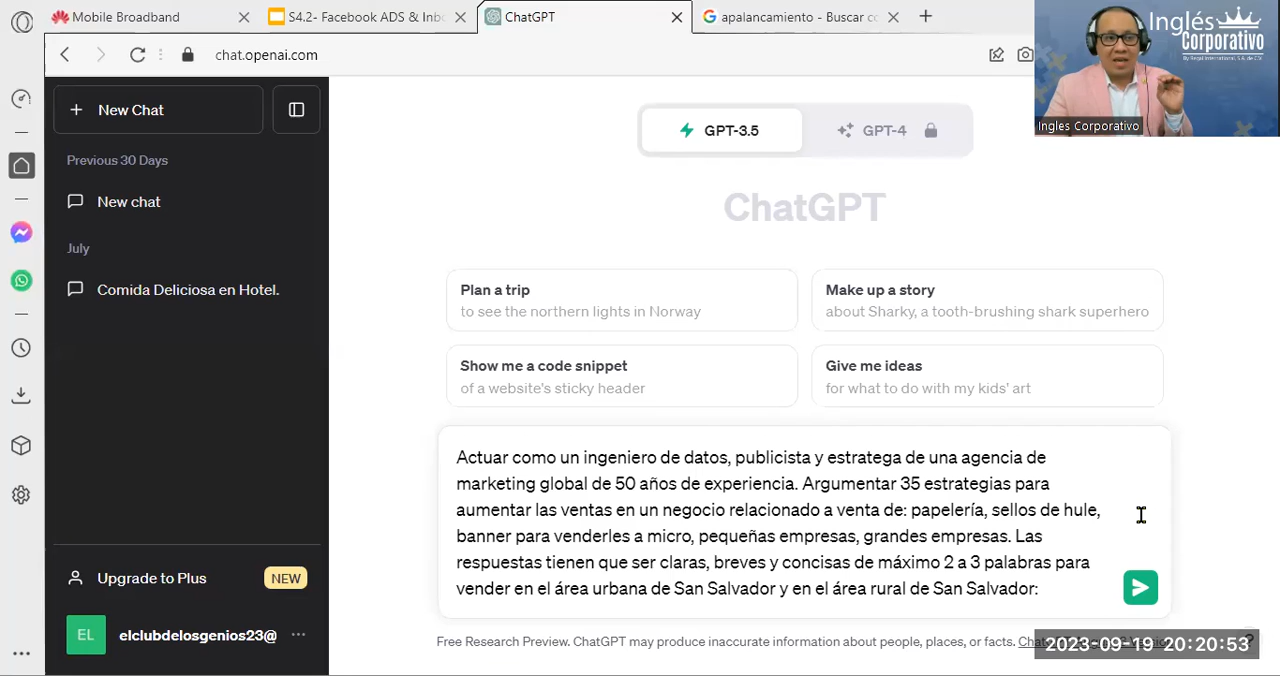 Mobile Broadband
S4.2- Facebook ADS & Inb
ChatGPT
apalancamiento - Buscar co
chat.openai.com
Inglés
Corporativo
By Regal International, S.A. de C.V.
Ingles Corporativo
New Chat
Previous 30 Days
New chat
July
Comida Deliciosa en Hotel.
Upgrade to Plus
NEW
EL
elclubdelosgenios23@
GPT-3.5
GPT-4
ChatGPT
Plan a trip
to see the northern lights in Norway
Make up a story
about Sharky, a tooth-brushing shark superhero
Show me a code snippet
of a website's sticky header
Give me ideas
for what to do with my kids' art
Actuar como un ingeniero de datos, publicista y estratega de una agencia de
marketing global de 50 años de experiencia. Argumentar 35 estrategias para
aumentar las ventas en un negocio relacionado a venta de: papelería, sellos de hule,
banner para venderles a micro, pequeñas empresas, grandes empresas. Las
respuestas tienen que ser claras, breves y concisas de máximo 2 a 3 palabras para
vender en el área urbana de San Salvador y en el área rural de San Salvador:
Free Research Preview. ChatGPT may produce inaccurate information about people, places, or facts.
2023-09-19 20:20:53